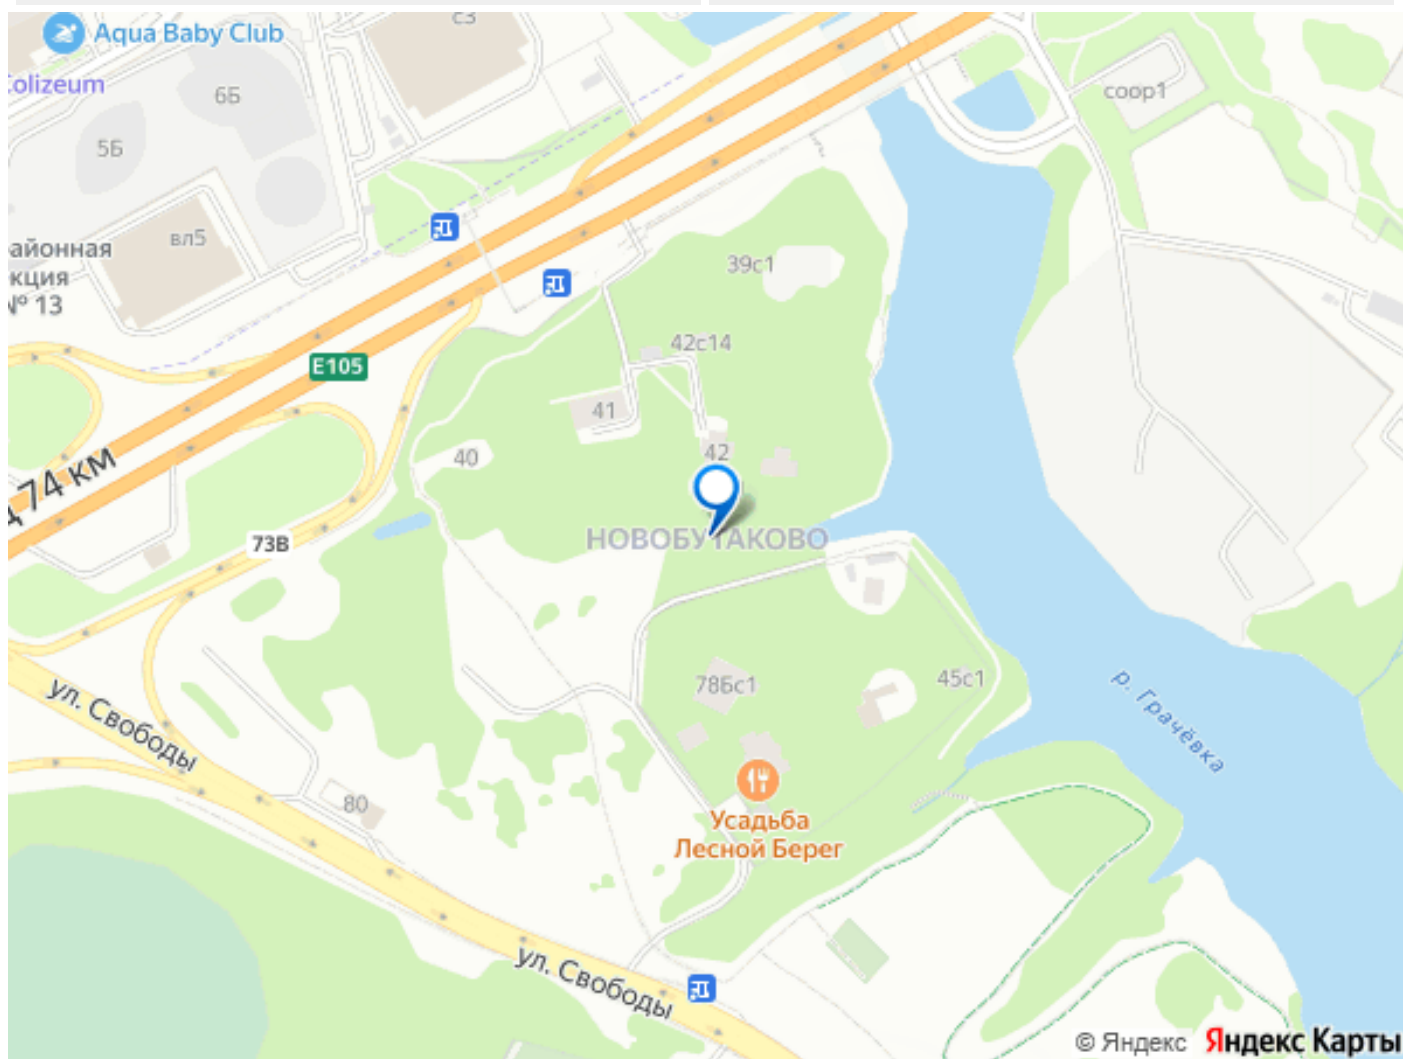 с3
Aqua Baby Club
olizeum
6Б
5Б
соор1
вл5
айонная
кция
№ 13
39с1
42с14
E105
41
42
40
74 км
НОВОБУТАКОВО
73В
ул. Свободы
78Бс1
45с1
р. Грачёвка
80
Усадьба
Лесной Берег
ул. Свободы
© Яндекс Яндекс Карты